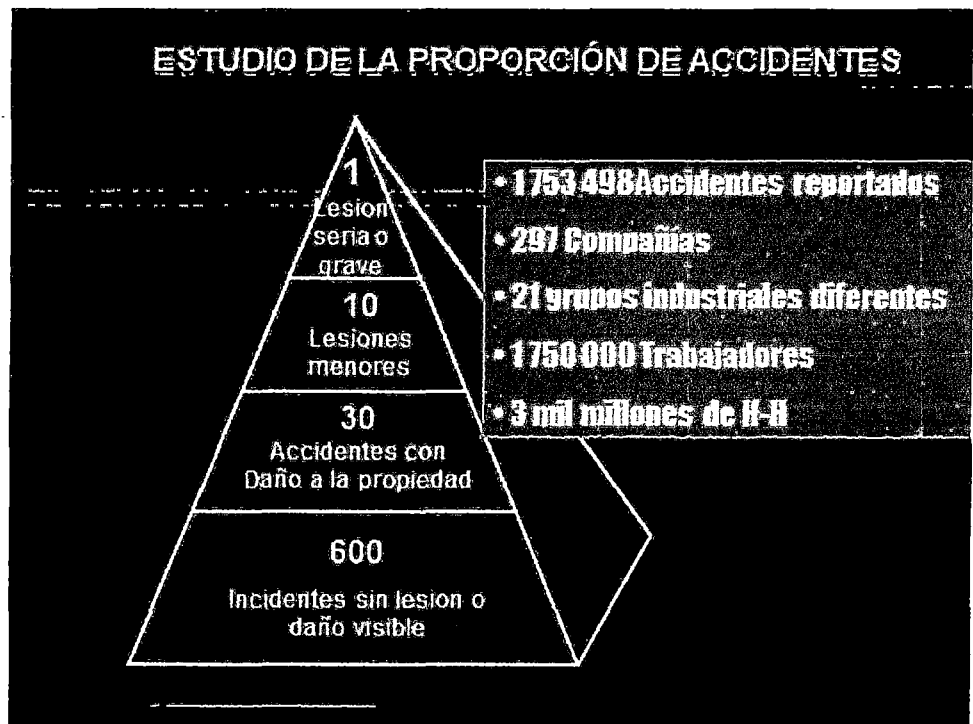 ESTUDIO DE LA PROPORCIÓN DE ACCIDENTES
1
Lesion
seria o
grave
10
Lesiones
menores
30
Accidentes con
Daño a la propiedad
600
Incidentes sin lesion o
daño visible
• 1753 498 Accidentes reportados
• 297 Compañías
• 21 grupos industriales diferentes
• 1750 000 Trabajadores
• 3 mil millones de H-H